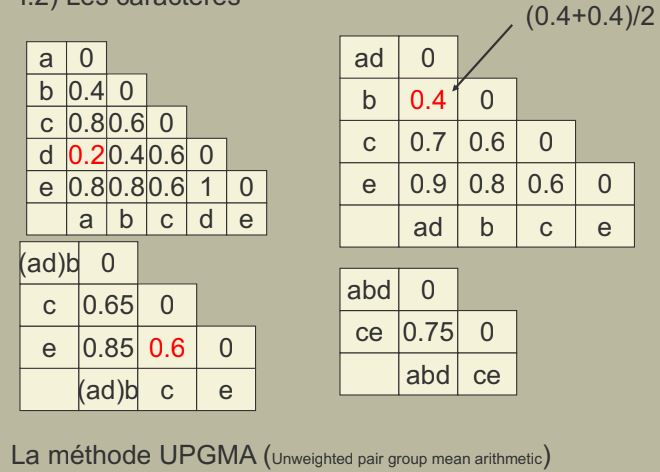 I.2) Les caractères
(0.4+0.4)/2
a 0
b 0.4 0
c 0.8 0.6 0
d 0.2 0.4 0.6 0
e 0.8 0.8 0.6 1 0
a b c d e
ad 0
b 0.4 0
c 0.7 0.6 0
e 0.9 0.8 0.6 0
ad b c e
(ad)b 0
c 0.65 0
e 0.85 0.6 0
(ad)b c e
abd 0
ce 0.75 0
abd ce
La méthode UPGMA (Unweighted pair group mean arithmetic)